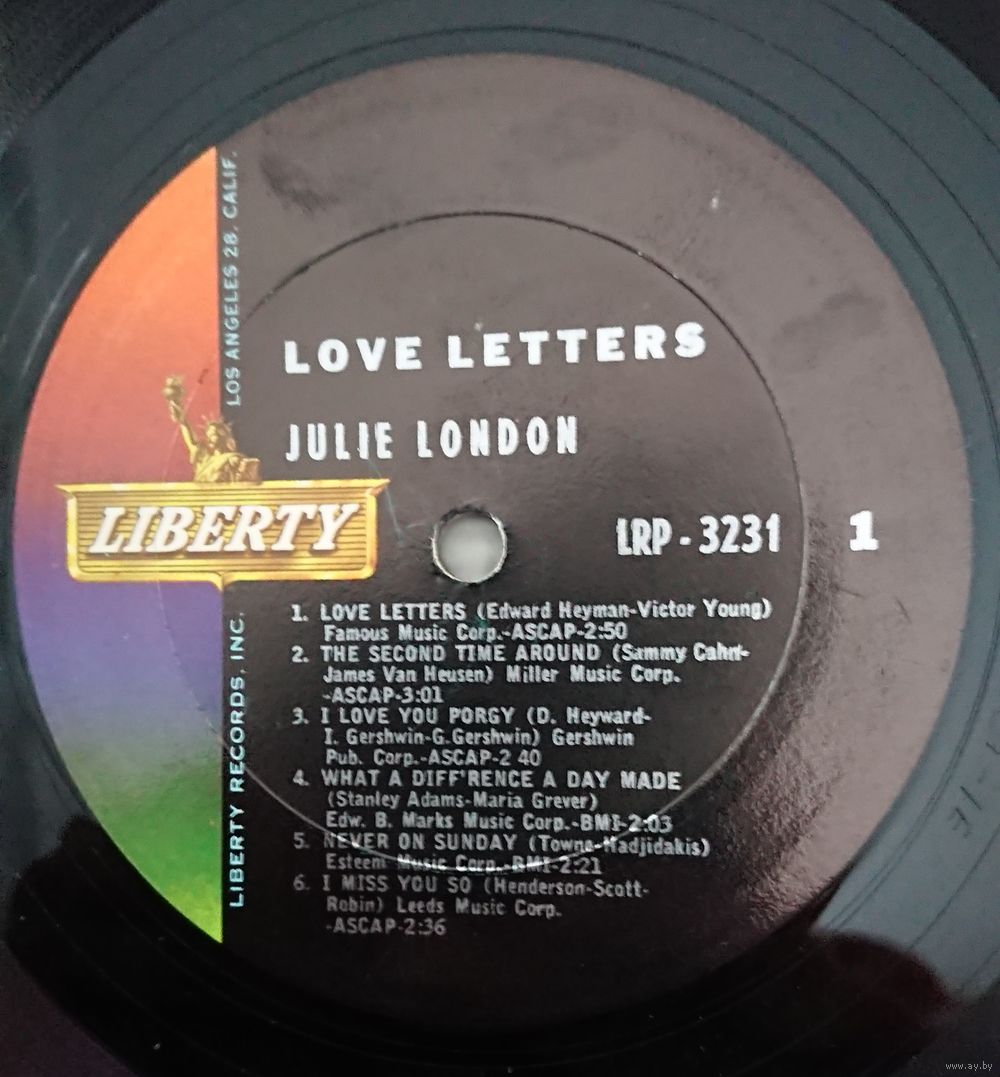 LOS ANGELES 28, CALIF.
LOVE LETTERS
JULIE LONDON
LIBERTY
LRP-3231 1
LIBERTY RECORDS, INC.
1. LOVE LETTERS (Edward Heyman-Victor Young)
Famous Music Corp.-ASCAP-2:50
2. THE SECOND TIME AROUND (Sammy Cahn-
James Van Heusen) Miller Music Corp.
-ASCAP-3:01
3. I LOVE YOU PORGY (D. Heyward-
I. Gershwin-G.Gershwin) Gershwin
Pub. Corp.-ASCAP-2 40
4. WHAT A DIFF'RENCE A DAY MADE
(Stanley Adams-Maria Grever)
Edw. B. Marks Music Corp.-BMI-2:03
5. NEVER ON SUNDAY (Towne-Hadjidakis)
Esteem Music Corp.-BMI-2:21
6. I MISS YOU SO (Henderson-Scott-
Robin) Leeds Music Corp.
-ASCAP-2:36
www.ay.by